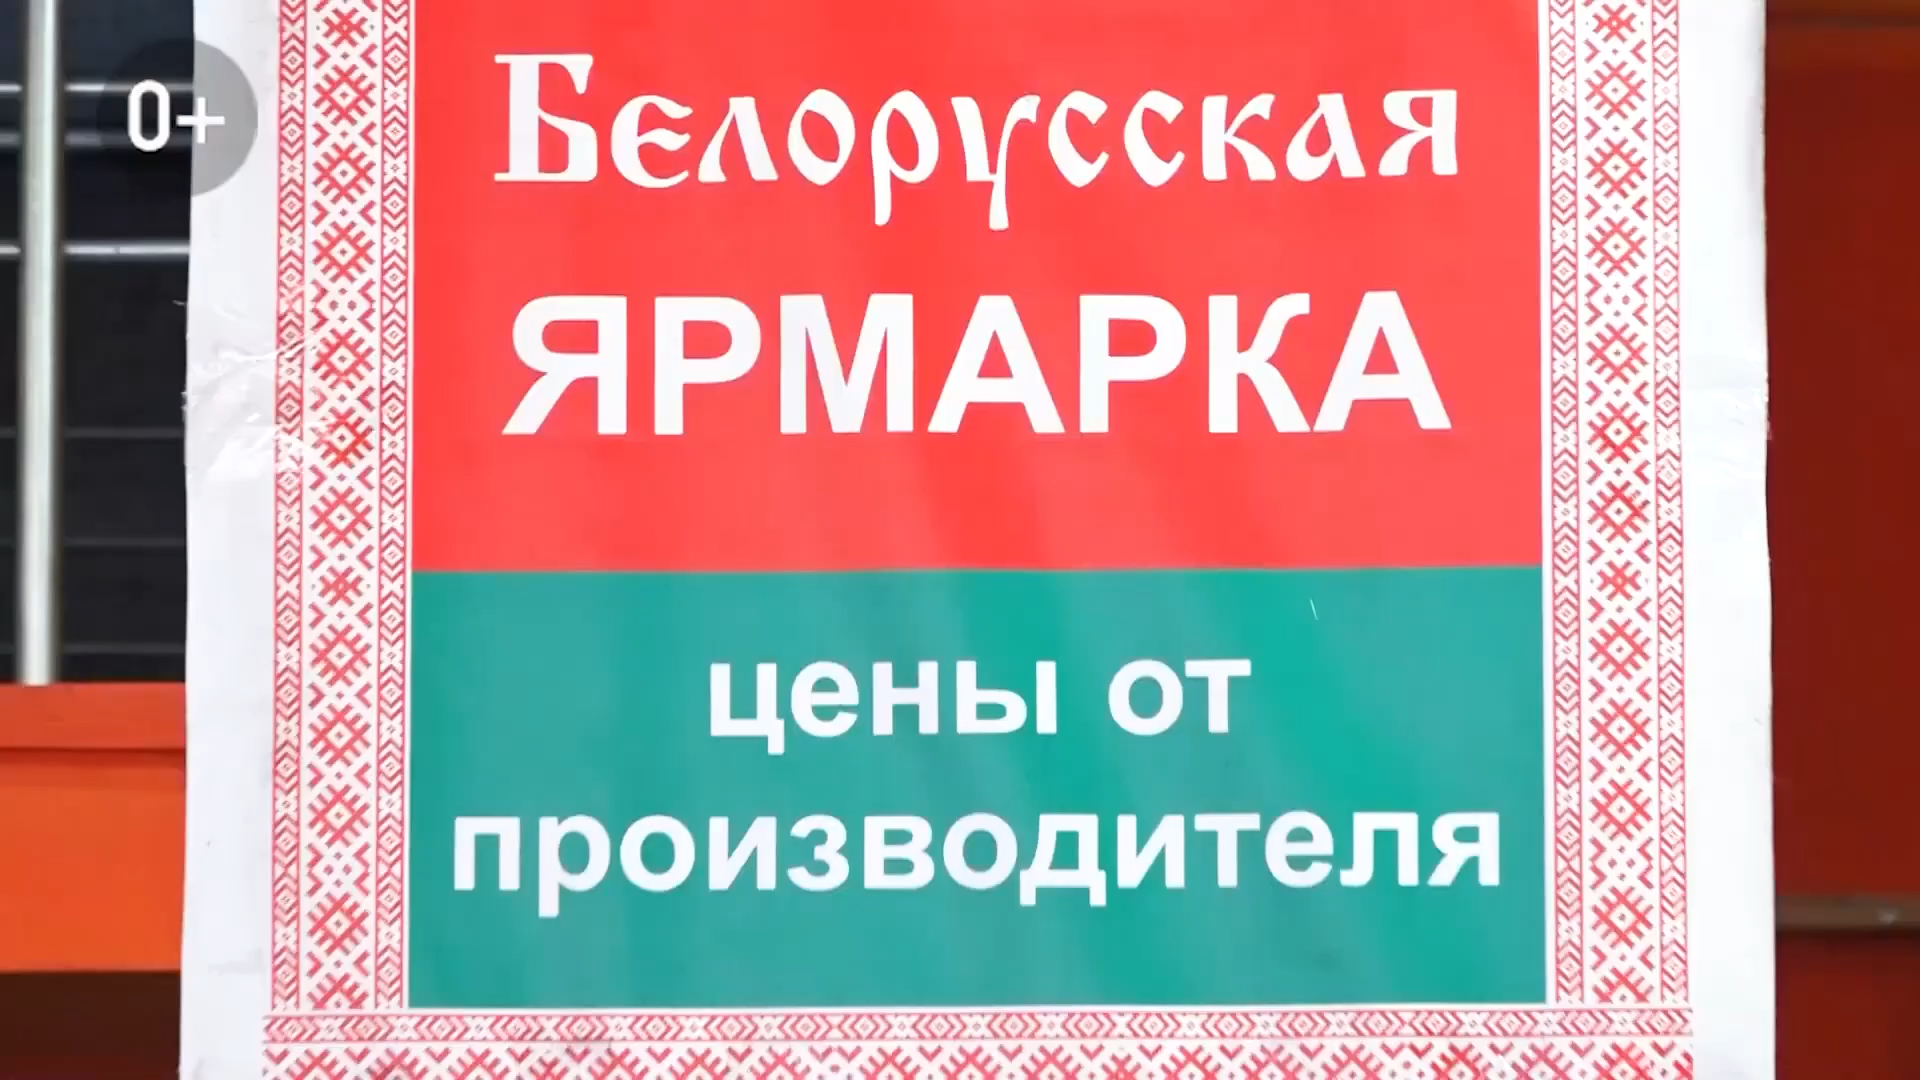 0+
Белорусская
ЯРМАРКА
цены от
производителя